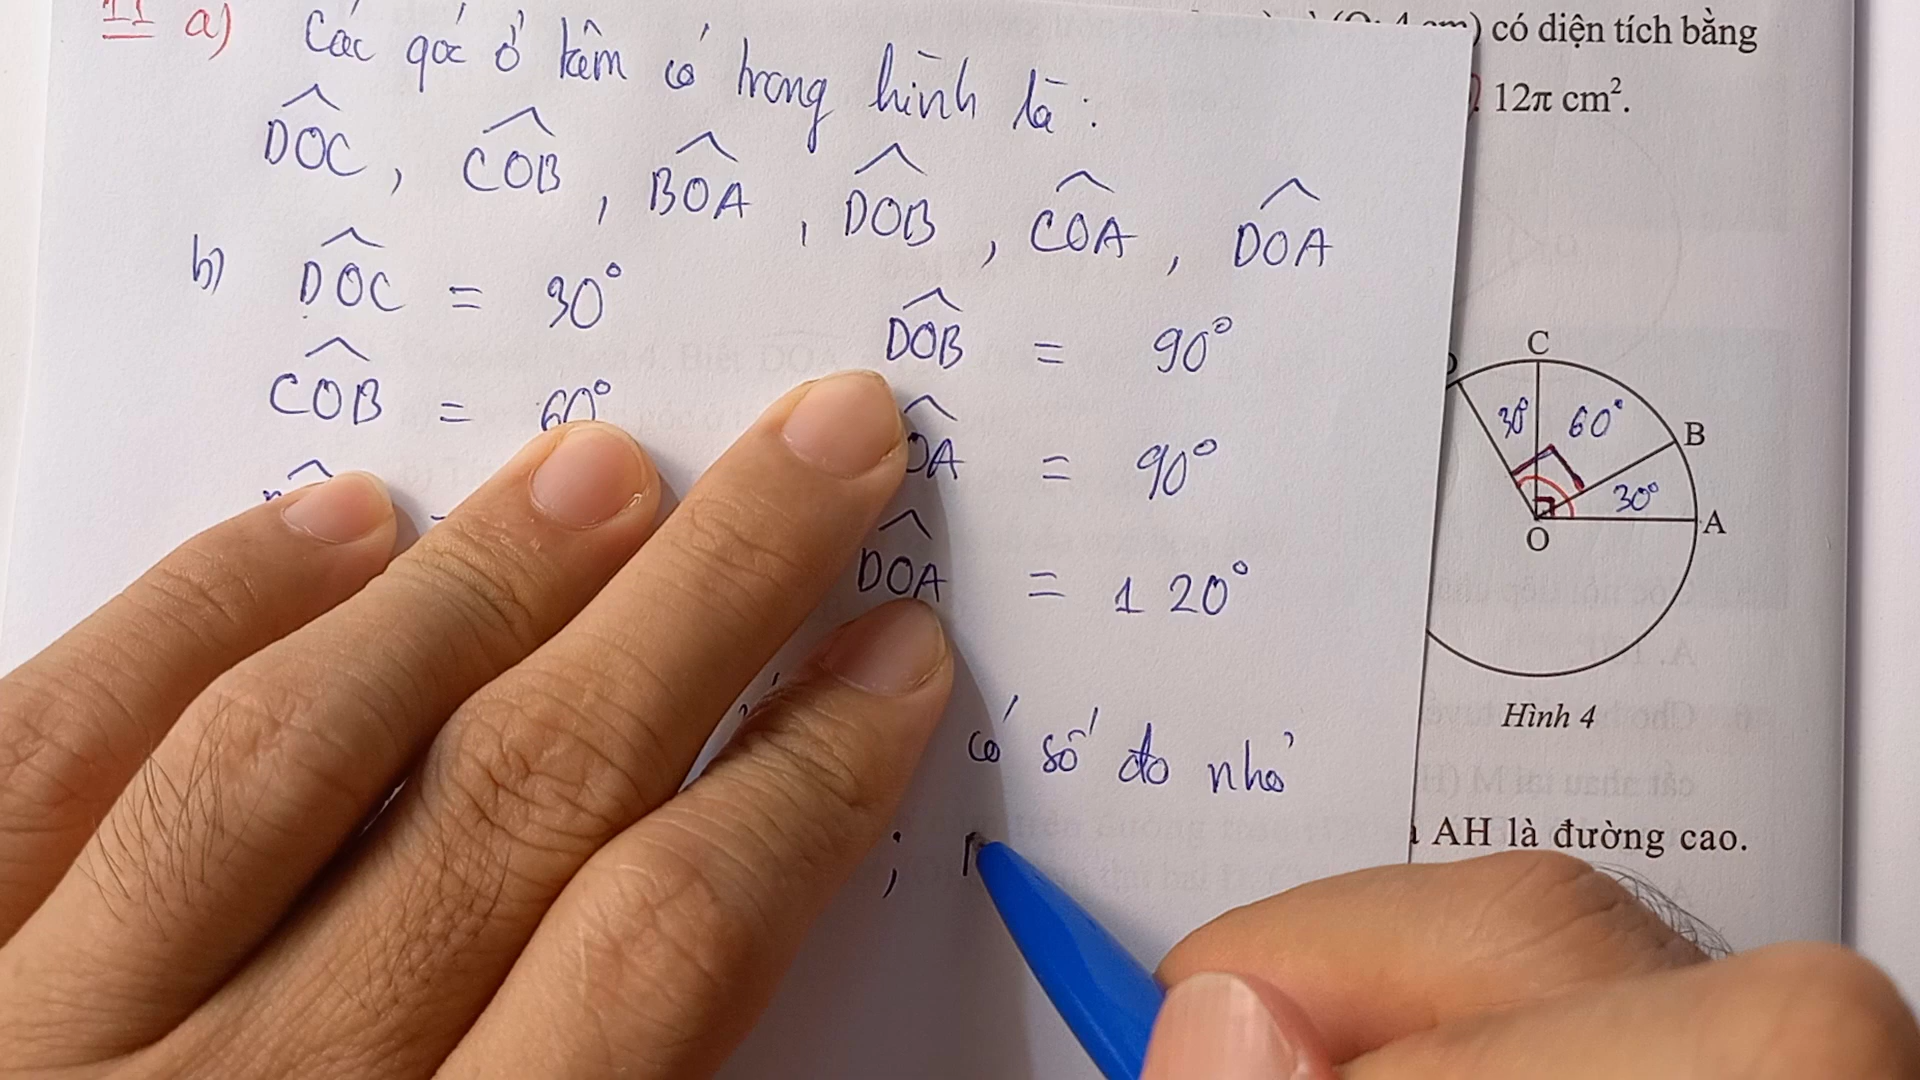 11 a) Các góc ở tâm có trong hình là:
DOC, COB, BOA, DOB, COA, DOA
b) DOC = 30°
DOB = 90°
COB = 60°
OA = 90°
DOA = 120°
có số đo nhỏ
;
cm) có diện tích bằng
12π cm².
C
B
A
O
30°
60°
30°
Hình 4
AH là đường cao.